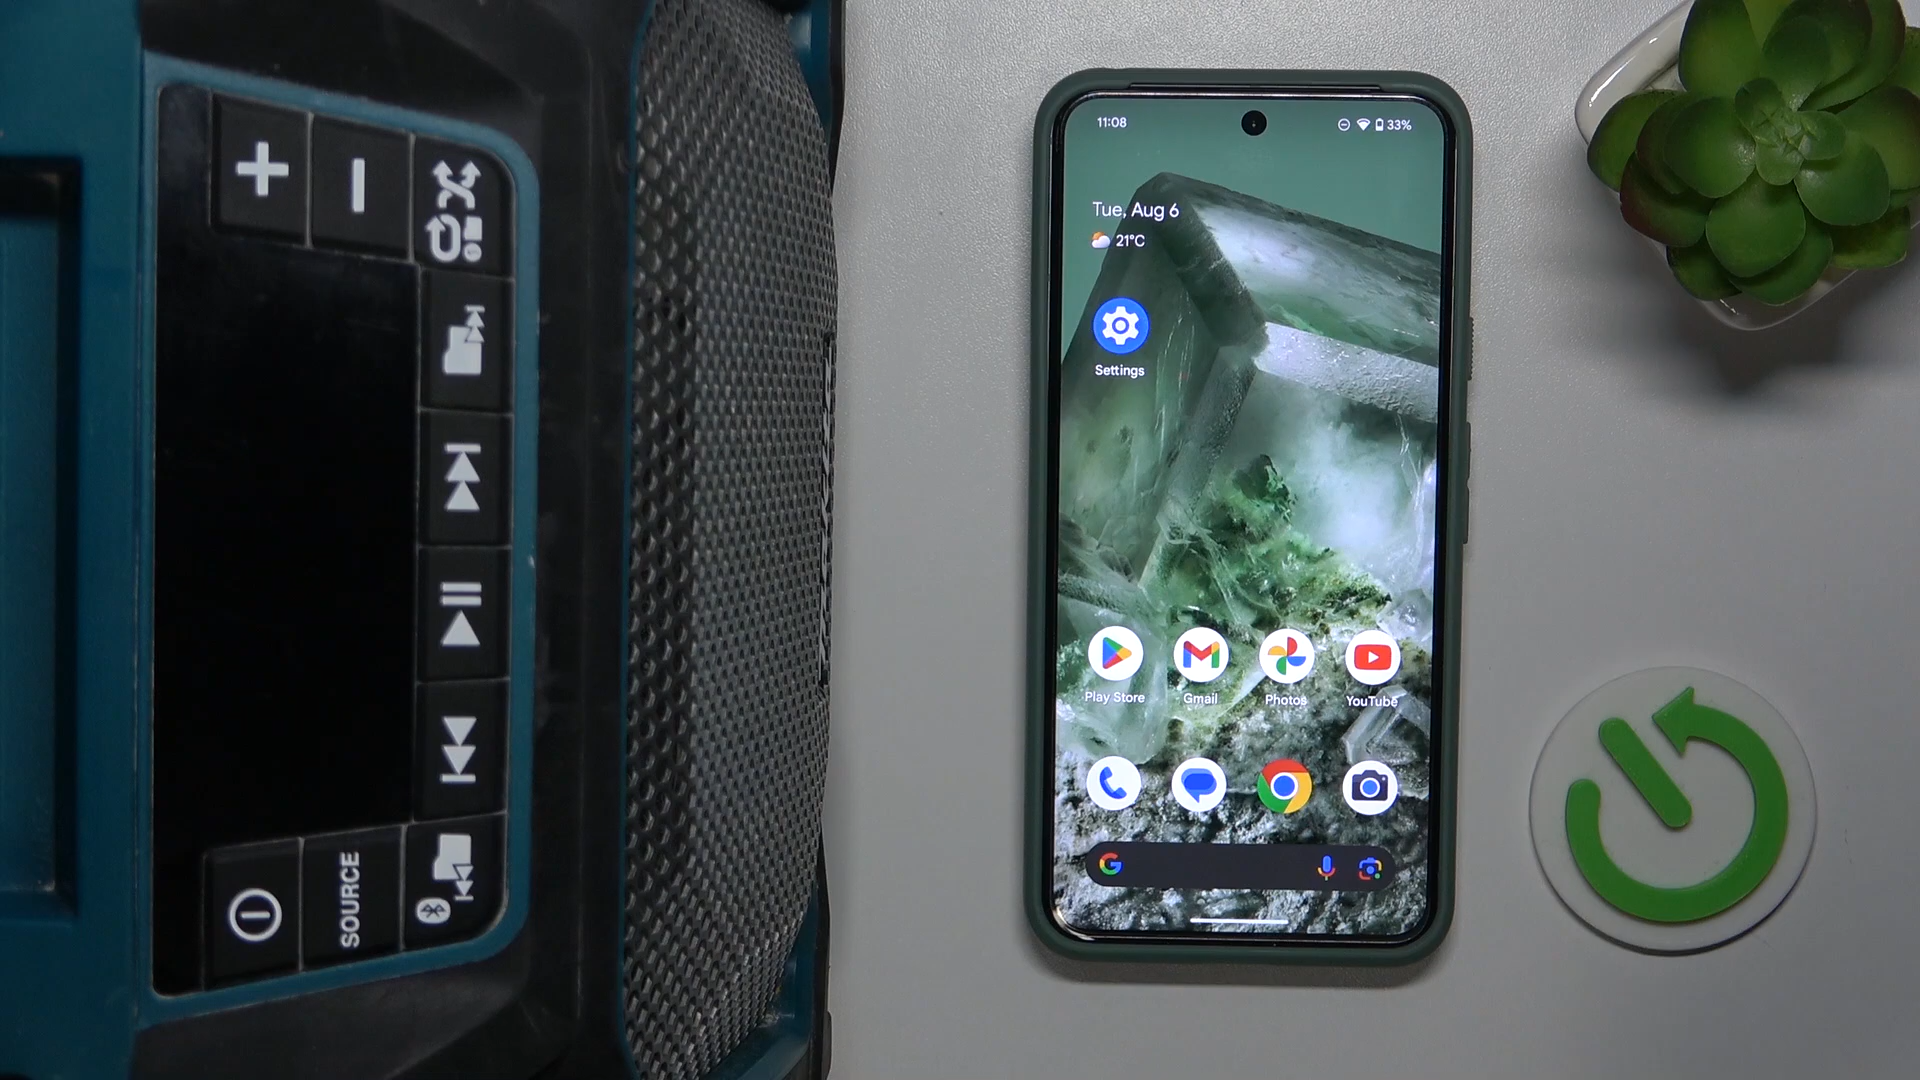 SOURCE
11:08
33%
Tue, Aug 6
21°C
Settings
Play Store
Gmail
Photos
YouTube